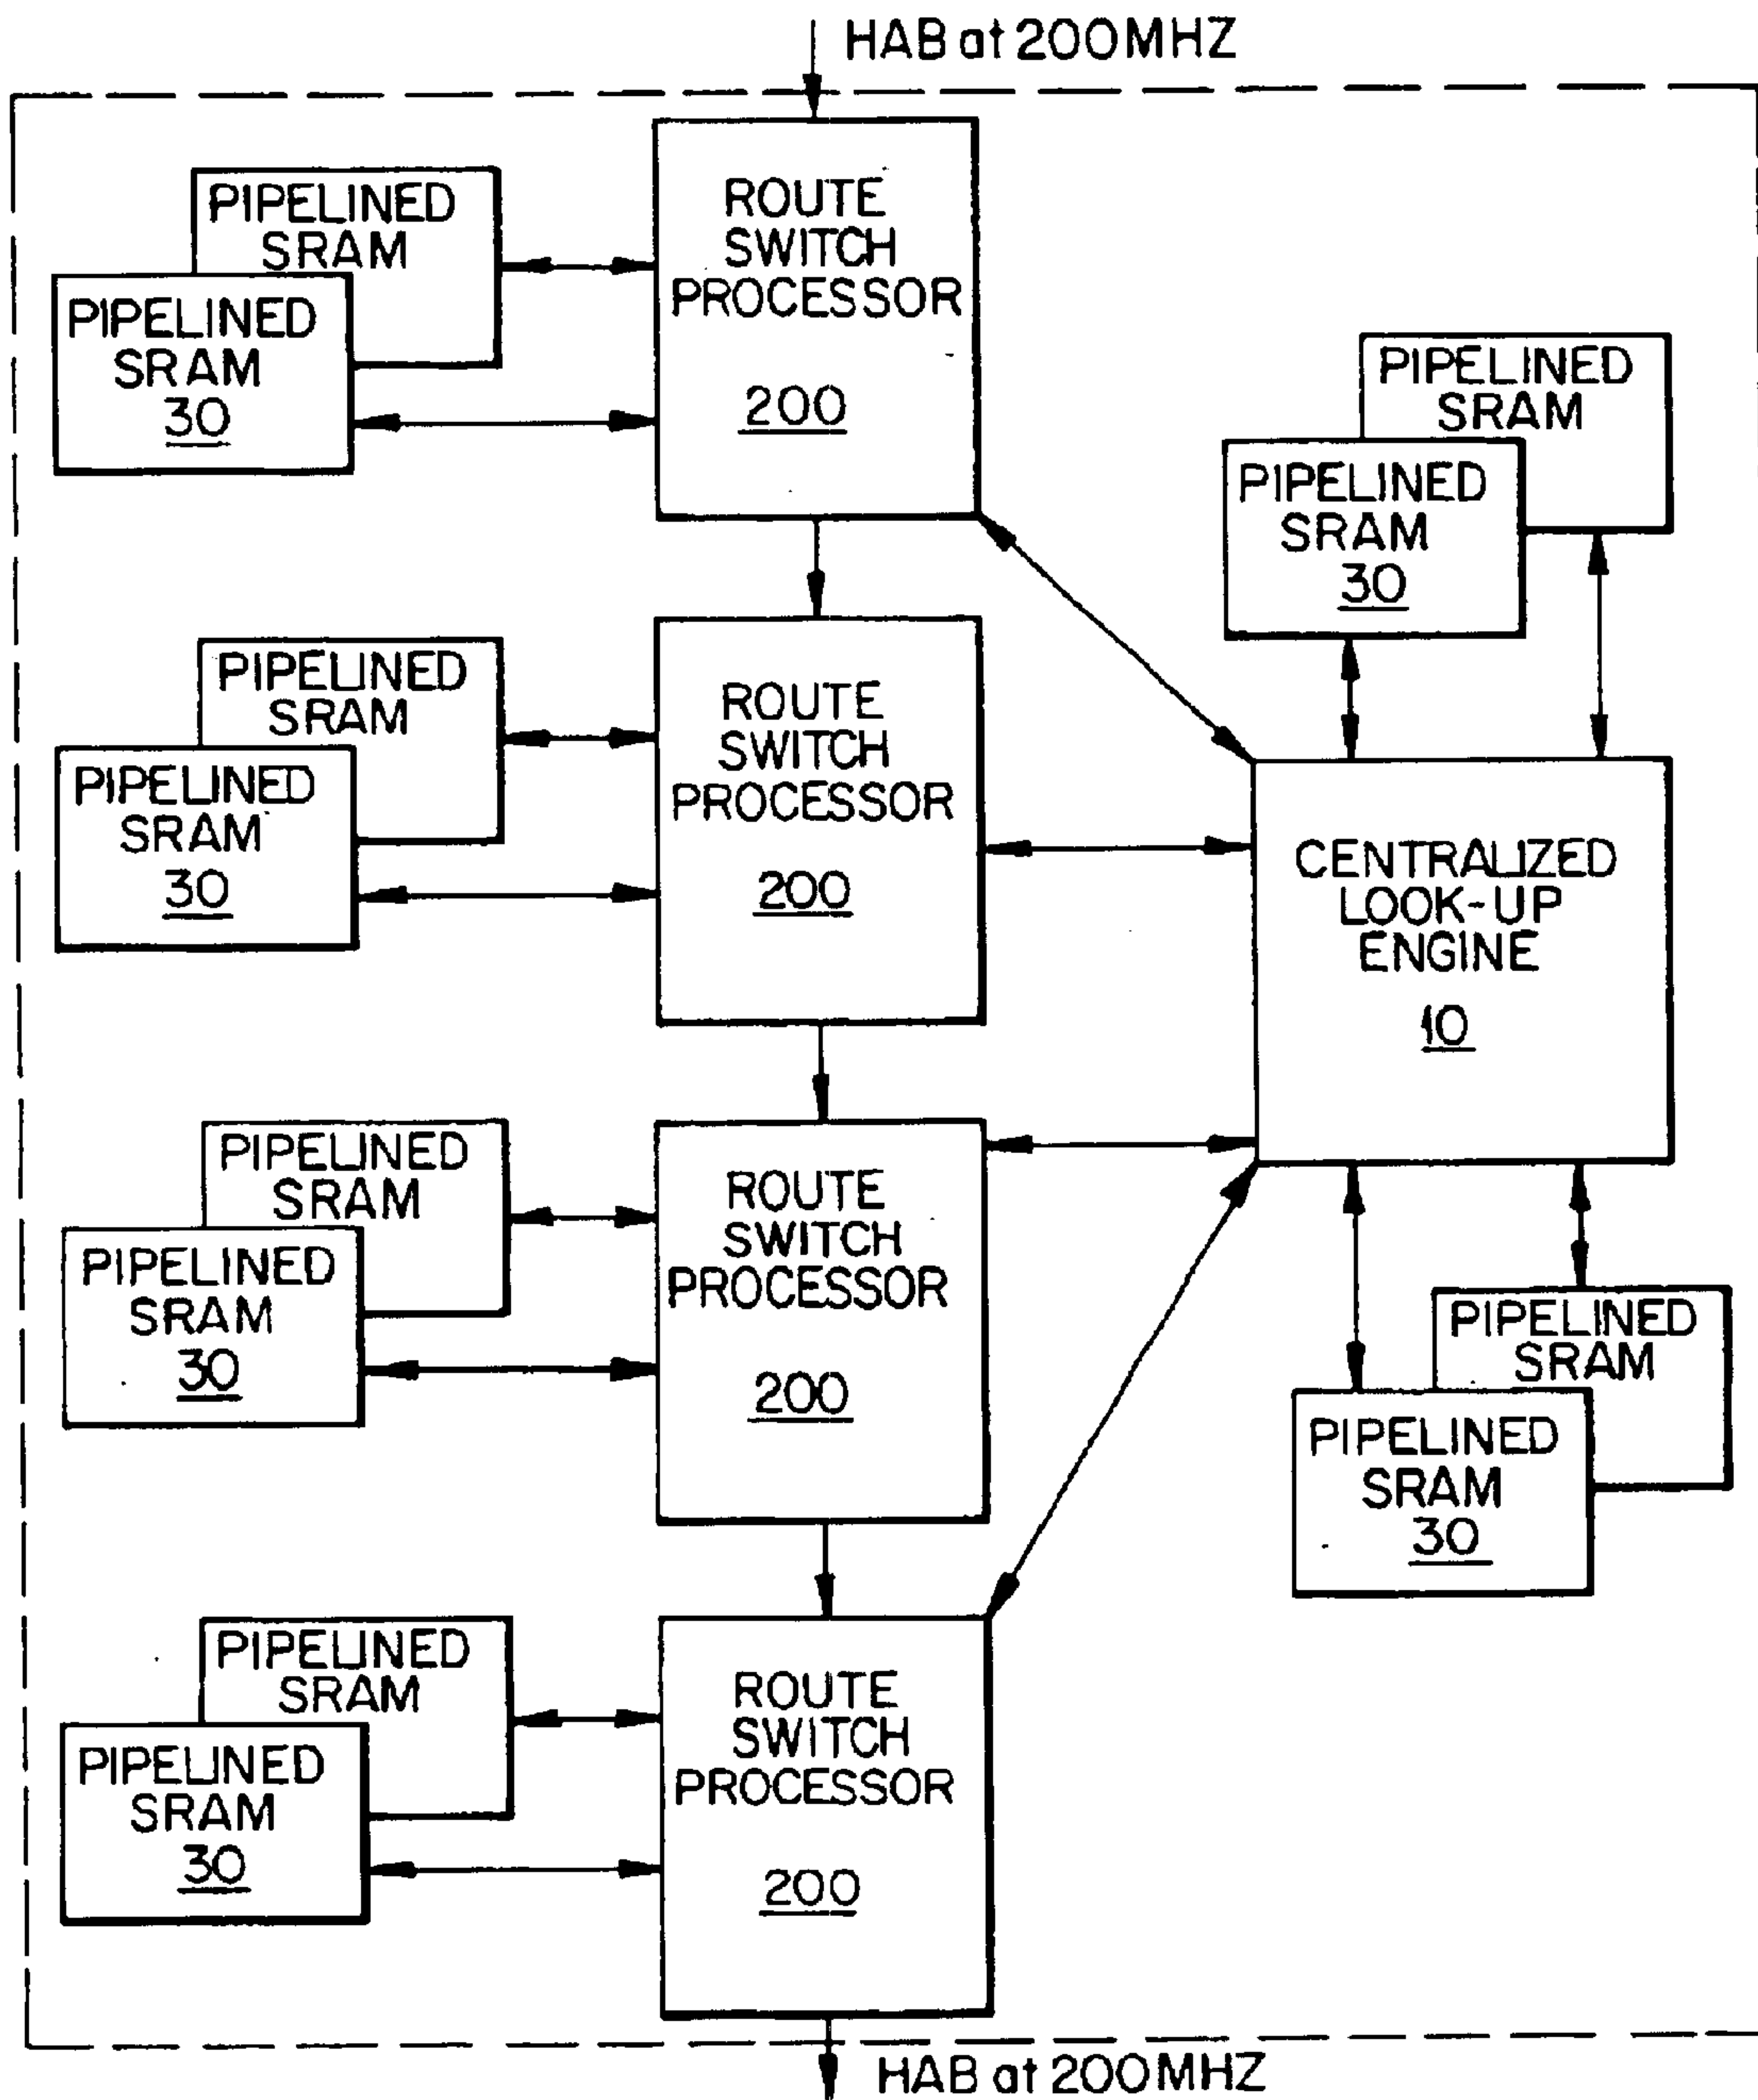 HAB at 200MHZ
PIPELINED
SRAM
PIPELINED
SRAM
30
ROUTE
SWITCH
PROCESSOR
200
PIPELINED
SRAM
PIPELINED
SRAM
30
PIPELINED
SRAM
PIPELINED
SRAM
30
ROUTE
SWITCH
PROCESSOR
200
CENTRALIZED
LOOK-UP
ENGINE
10
PIPELINED
SRAM
PIPELINED
SRAM
30
ROUTE
SWITCH
PROCESSOR
200
PIPELINED
SRAM
PIPELINED
SRAM
30
PIPELINED
SRAM
PIPELINED
SRAM
30
ROUTE
SWITCH
PROCESSOR
200
HAB at 200MHZ